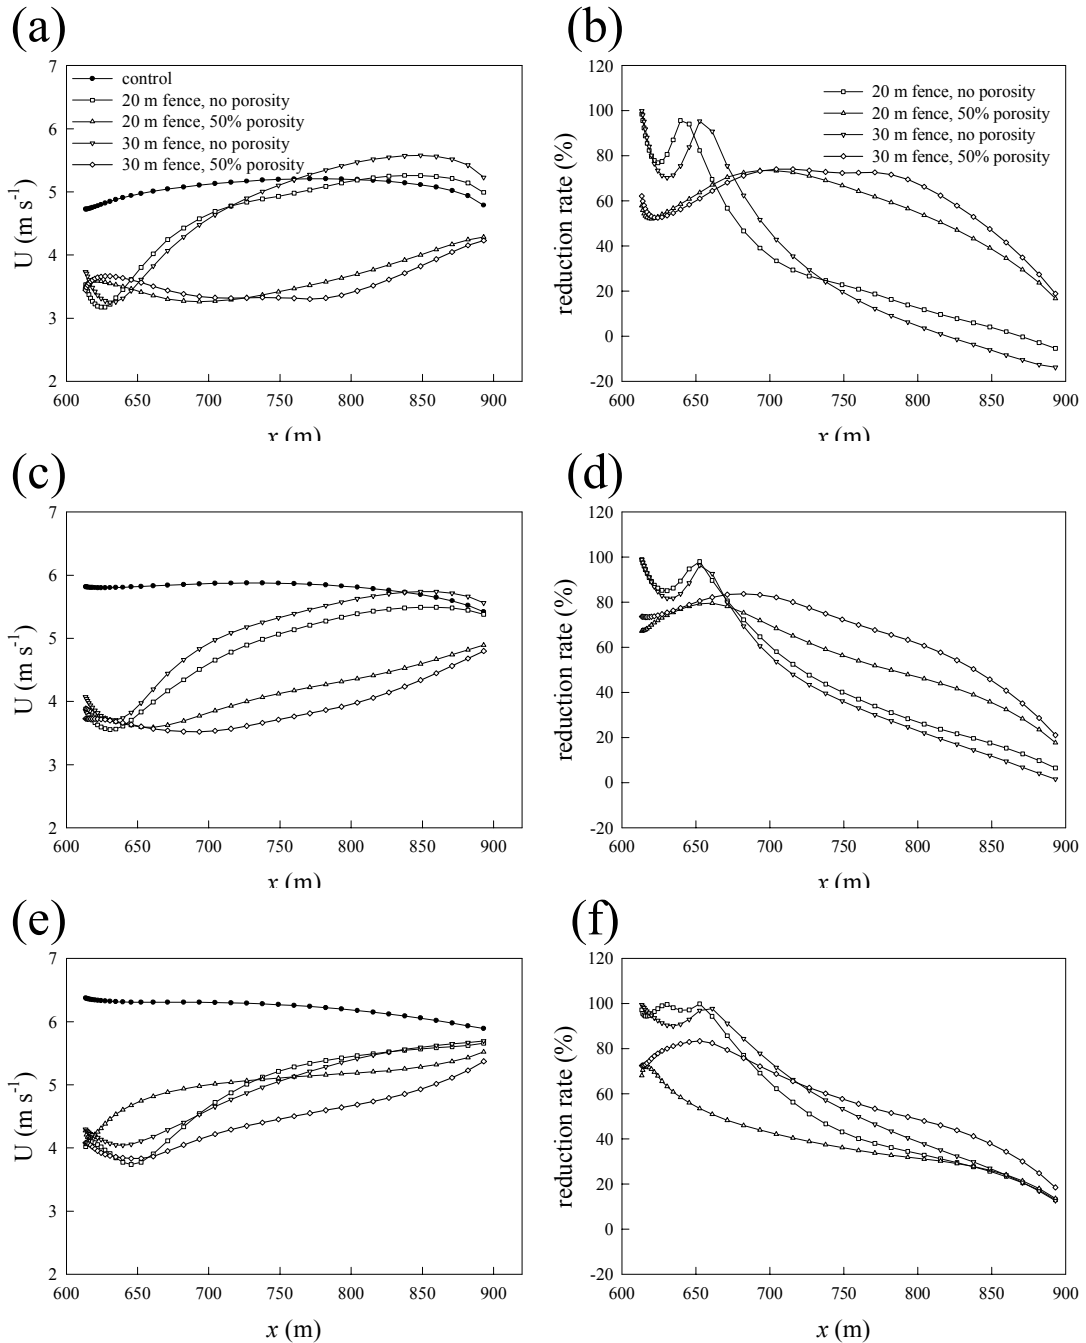 (a)
7
6
5
4
3
2
U (m s-1)
control
20 m fence, no porosity
20 m fence, 50% porosity
30 m fence, no porosity
30 m fence, 50% porosity
600 650 700 750 800 850 900
x (m)
(b)
120
100
80
60
40
20
0
-20
reduction rate (%)
20 m fence, no porosity
20 m fence, 50% porosity
30 m fence, no porosity
30 m fence, 50% porosity
600 650 700 750 800 850 900
x (m)
(c)
7
6
5
4
3
2
U (m s-1)
600 650 700 750 800 850 900
x (m)
(d)
120
100
80
60
40
20
0
-20
reduction rate (%)
600 650 700 750 800 850 900
x (m)
(e)
7
6
5
4
3
2
U (m s-1)
600 650 700 750 800 850 900
x (m)
(f)
120
100
80
60
40
20
0
-20
reduction rate (%)
600 650 700 750 800 850 900
x (m)